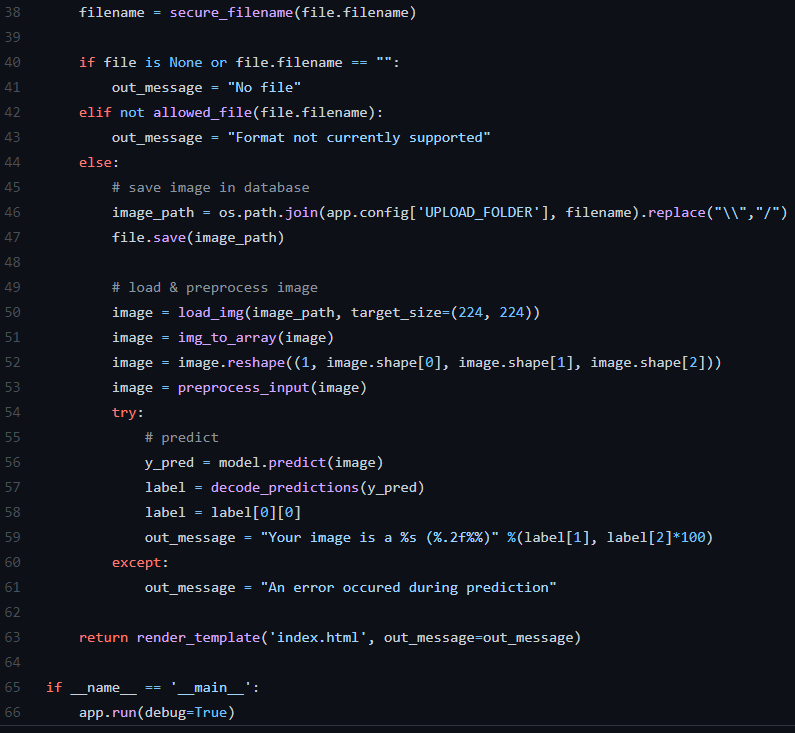 38 filename = secure_filename(file.filename)
39
40 if file is None or file.filename == "":
41 out_message = "No file"
42 elif not allowed_file(file.filename):
43 out_message = "Format not currently supported"
44 else:
45 # save image in database
46 image_path = os.path.join(app.config['UPLOAD_FOLDER'], filename).replace("\\","/")
47 file.save(image_path)
48
49 # load & preprocess image
50 image = load_img(image_path, target_size=(224, 224))
51 image = img_to_array(image)
52 image = image.reshape((1, image.shape[0], image.shape[1], image.shape[2]))
53 image = preprocess_input(image)
54 try:
55 # predict
56 y_pred = model.predict(image)
57 label = decode_predictions(y_pred)
58 label = label[0][0]
59 out_message = "Your image is a %s (%.2f%%)" %(label[1], label[2]*100)
60 except:
61 out_message = "An error occured during prediction"
62
63 return render_template('index.html', out_message=out_message)
64
65 if __name__ == '__main__':
66 app.run(debug=True)